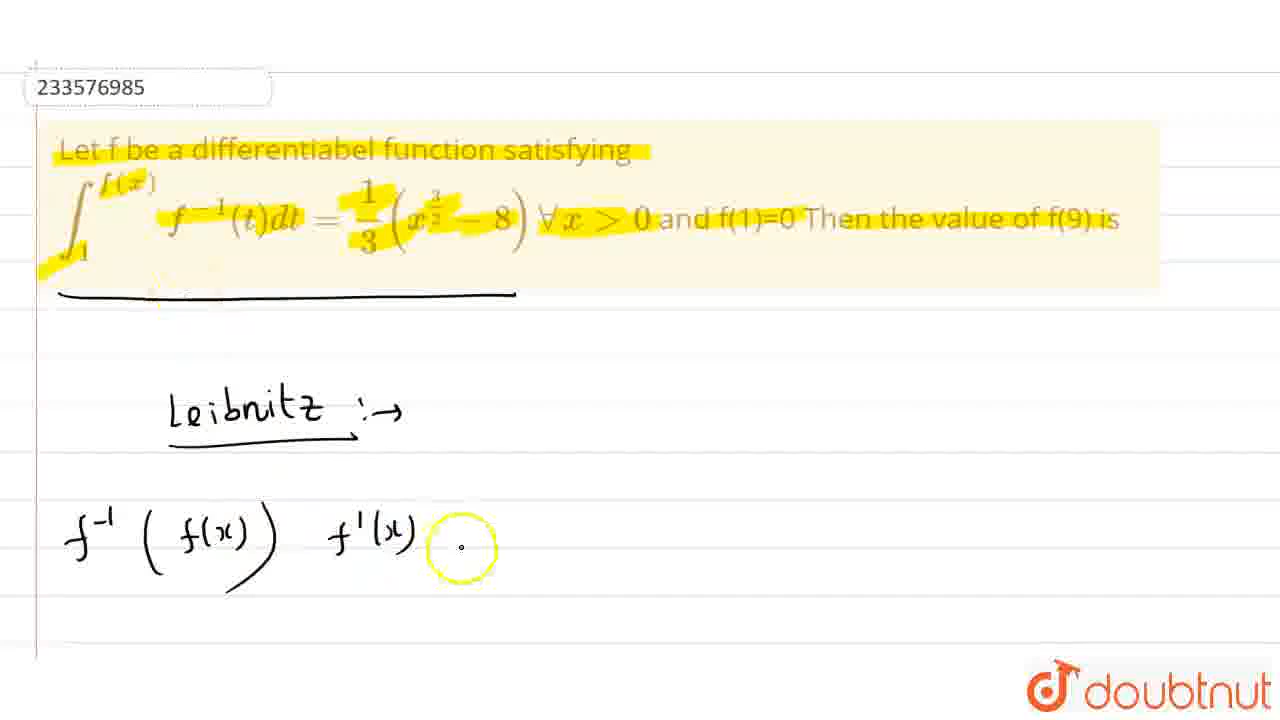 233576985
Let f be a differentiabel function satisfying
∫₁^{f(x)} f⁻¹(t)dt = 1/3 (x^{3/2} − 8) ∀ x > 0 and f(1)=0 Then the value of f(9) is
Leibnitz :→
f⁻¹ ( f(x) ) f'(x)
doubtnut